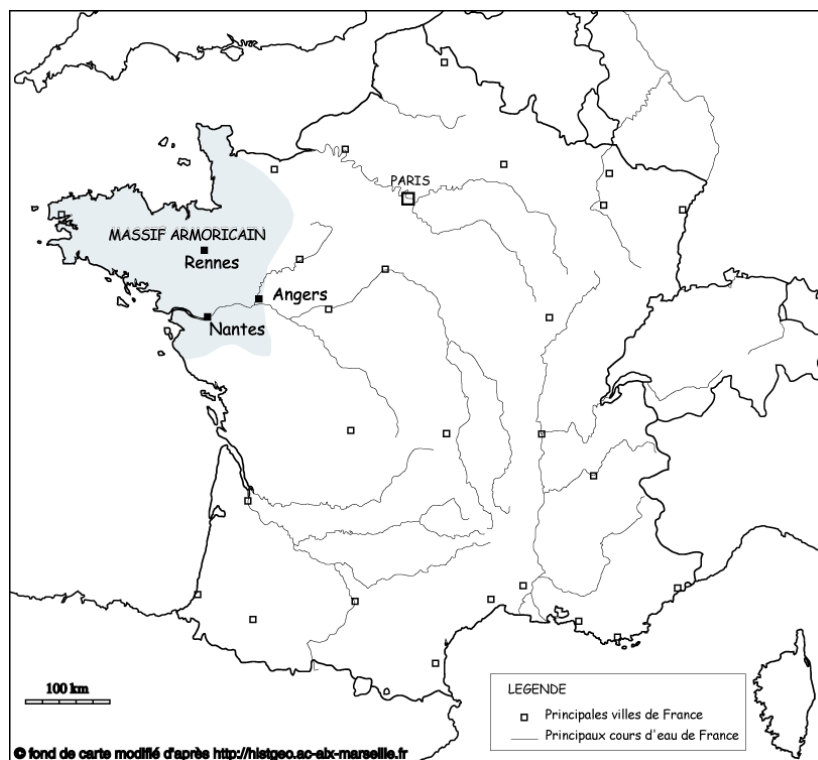 PARIS
MASSIF ARMORICAIN
Rennes
Angers
Nantes
100 km
LEGENDE
Principales villes de France
Principaux cours d'eau de France
© fond de carte modifié d'après http://histgeo.ac-aix-marseille.fr